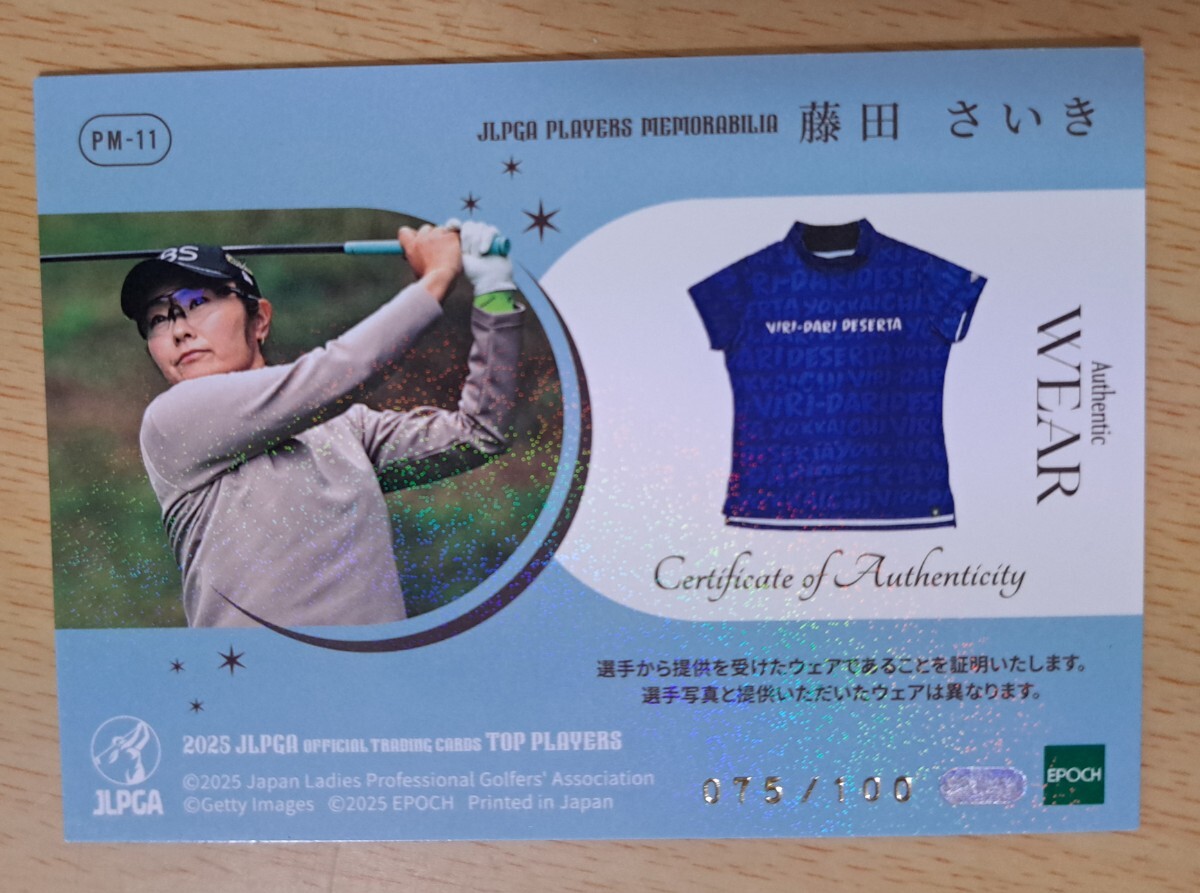 PM-11
JLPGA PLAYERS MEMORABILIA 藤田 さいき
BS
VIRI-DARI DESERTA
Authentic
WEAR
Certificate of Authenticity
選手から提供を受けたウェアであることを証明いたします。
選手写真と提供いただいたウェアは異なります。
2025 JLPGA OFFICIAL TRADING CARDS TOP PLAYERS
©2025 Japan Ladies Professional Golfers' Association
©Getty Images ©2025 EPOCH Printed in Japan
JLPGA
075/100
EPOCH